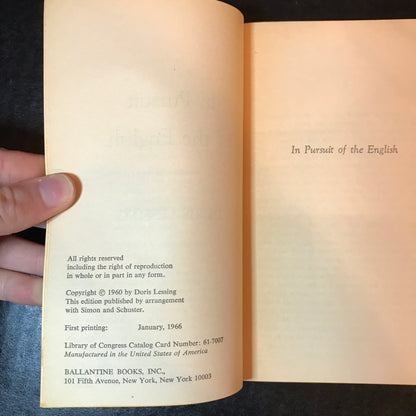 All rights reserved
including the right of reproduction
in whole or in part in any form.
Copyright © 1960 by Doris Lessing
This edition published by arrangement
with Simon and Schuster.
First printing: January, 1966
Library of Congress Catalog Card Number: 61-7007
Manufactured in the United States of America
BALLANTINE BOOKS, INC.,
101 Fifth Avenue, New York, New York 10003
In Pursuit of the English